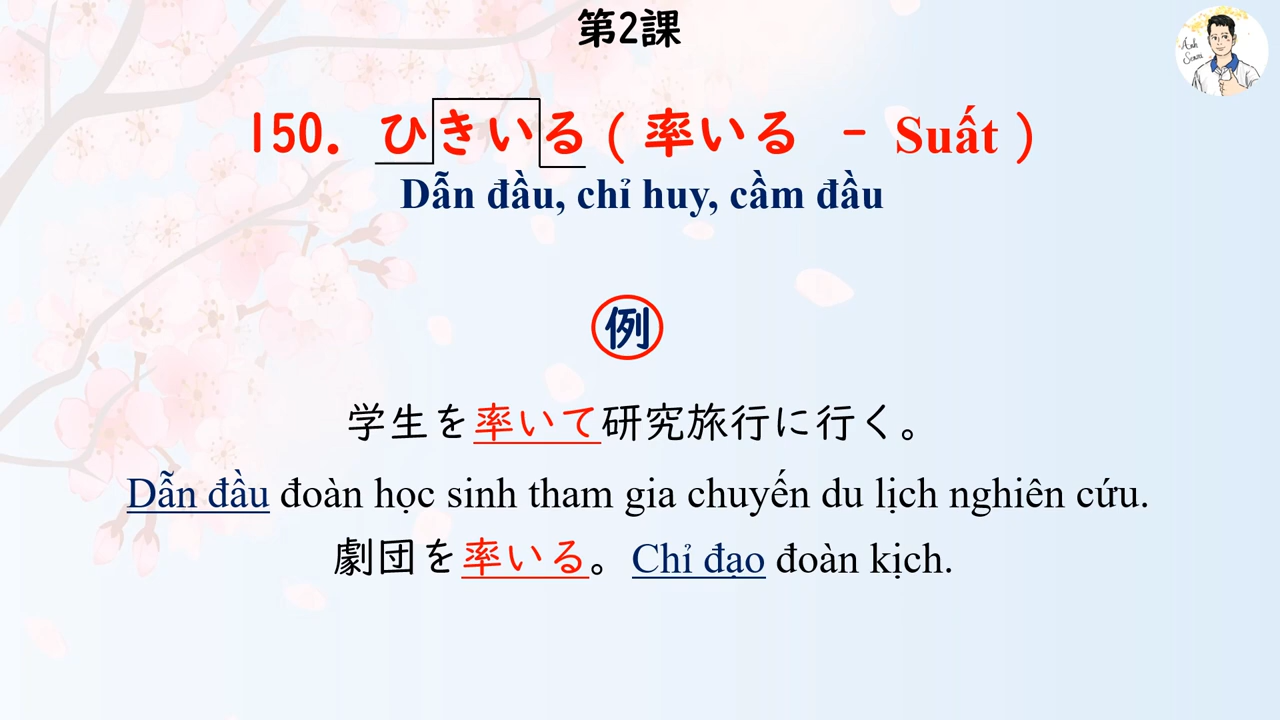 第2課
Anh Sensei
150. ひきいる ( 率いる - Suất )
Dẫn đầu, chỉ huy, cầm đầu
例
学生を率いて研究旅行に行く。
Dẫn đầu đoàn học sinh tham gia chuyến du lịch nghiên cứu.
劇団を率いる。Chỉ đạo đoàn kịch.